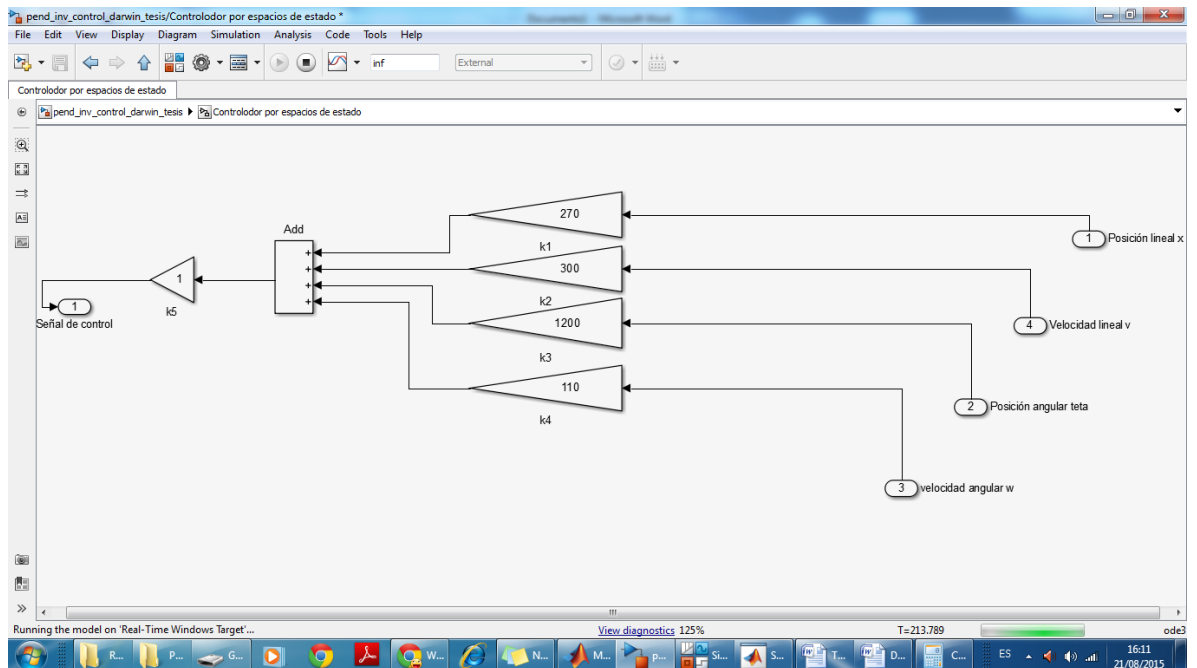 pend_inv_control_darwin_tesis/Controlodor por espacios de estado *
File Edit View Display Diagram Simulation Analysis Code Tools Help
inf
External
Controlodor por espacios de estado
pend_inv_control_darwin_tesis Controlodor por espacios de estado
270
k1
1
Posición lineal x
Add
+
+
+
+
300
k2
1
k5
1
Señal de control
1200
k3
4
Velocidad lineal v
110
k4
2
Posición angular teta
3
velocidad angular w
Running the model on 'Real-Time Windows Target'... View diagnostics 125% T=213.789 ode3
R... P... G... W... N... M... p... Si... S... T... D... C... ES 16:11
21/08/2015